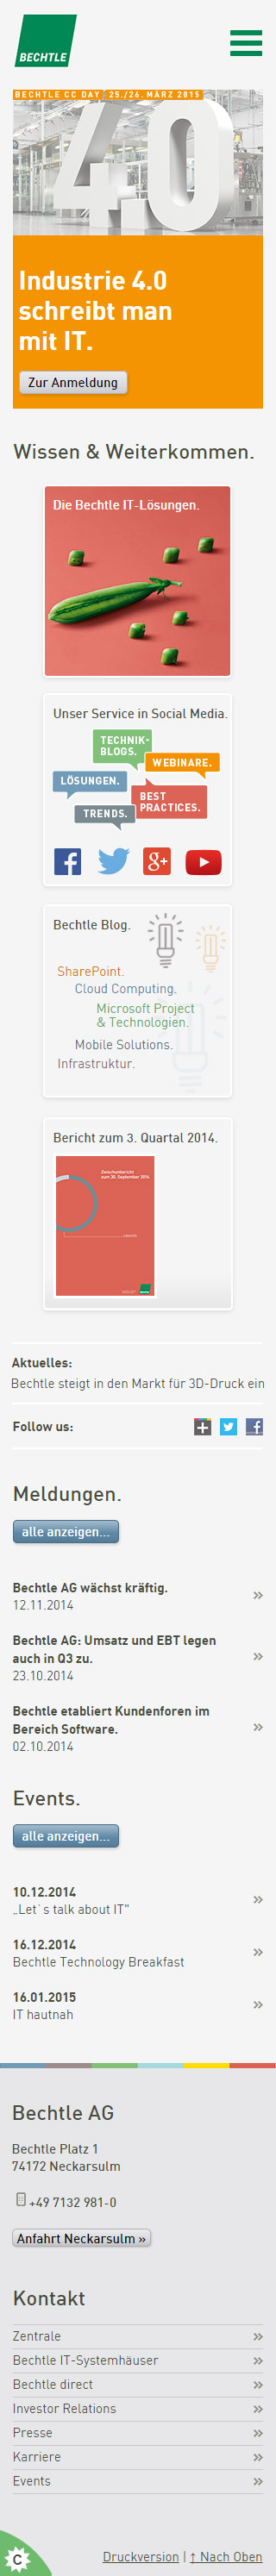 BECHTLE
BECHTLE CC DAY 25./26. MÄRZ 2015
4.0
Industrie 4.0
schreibt man
mit IT.
Zur Anmeldung
Wissen & Weiterkommen.
Die Bechtle IT-Lösungen.
Unser Service in Social Media.
TECHNIK-
BLOGS.
WEBINARE.
LÖSUNGEN.
BEST
PRACTICES.
TRENDS.
Bechtle Blog.
SharePoint.
Cloud Computing.
Microsoft Project
& Technologien.
Mobile Solutions.
Infrastruktur.
Bericht zum 3. Quartal 2014.
Zwischenbericht
zum 30. September 2014
Aktuelles:
Bechtle steigt in den Markt für 3D-Druck ein
Follow us:
Meldungen.
alle anzeigen...
Bechtle AG wächst kräftig.
12.11.2014
Bechtle AG: Umsatz und EBT legen
auch in Q3 zu.
23.10.2014
Bechtle etabliert Kundenforen im
Bereich Software.
02.10.2014
Events.
alle anzeigen...
10.12.2014
„Let´s talk about IT"
16.12.2014
Bechtle Technology Breakfast
16.01.2015
IT hautnah
Bechtle AG
Bechtle Platz 1
74172 Neckarsulm
+49 7132 981-0
Anfahrt Neckarsulm »
Kontakt
Zentrale
Bechtle IT-Systemhäuser
Bechtle direct
Investor Relations
Presse
Karriere
Events
Druckversion | ↑ Nach Oben